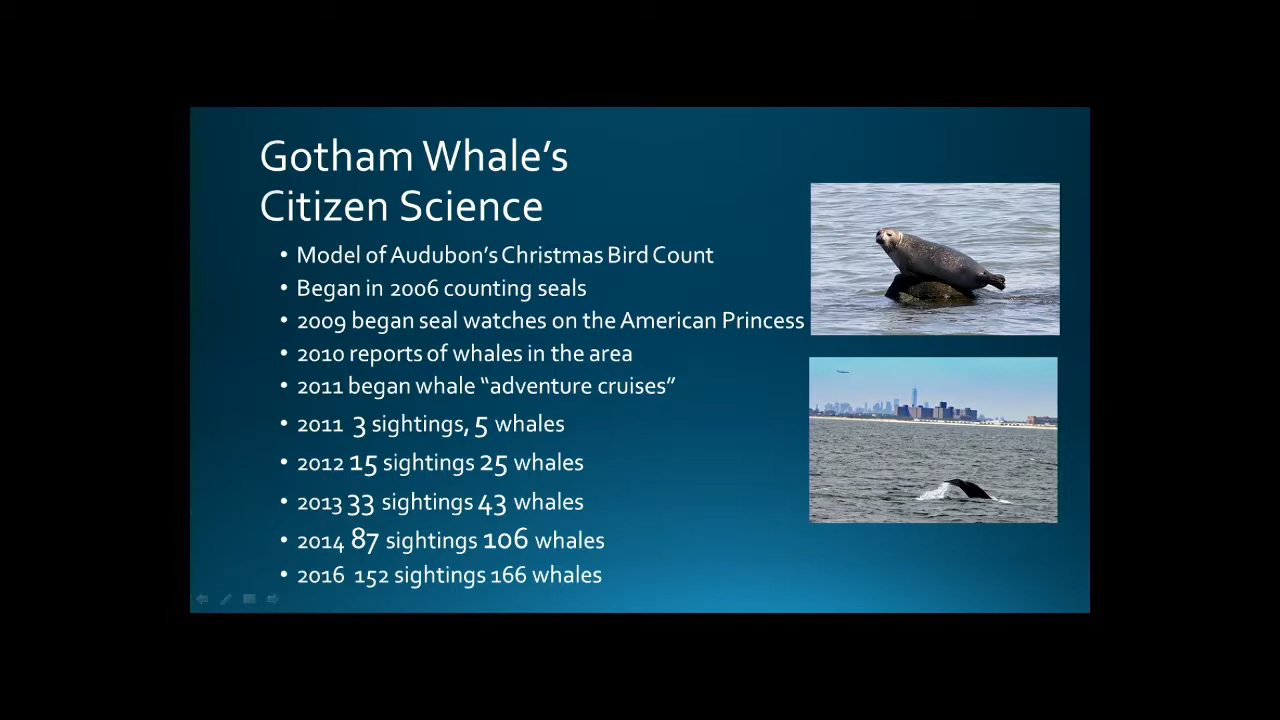 Gotham Whale’s
Citizen Science
• Model of Audubon’s Christmas Bird Count
• Began in 2006 counting seals
• 2009 began seal watches on the American Princess
• 2010 reports of whales in the area
• 2011 began whale “adventure cruises”
• 2011 3 sightings, 5 whales
• 2012 15 sightings 25 whales
• 2013 33 sightings 43 whales
• 2014 87 sightings 106 whales
• 2016 152 sightings 166 whales